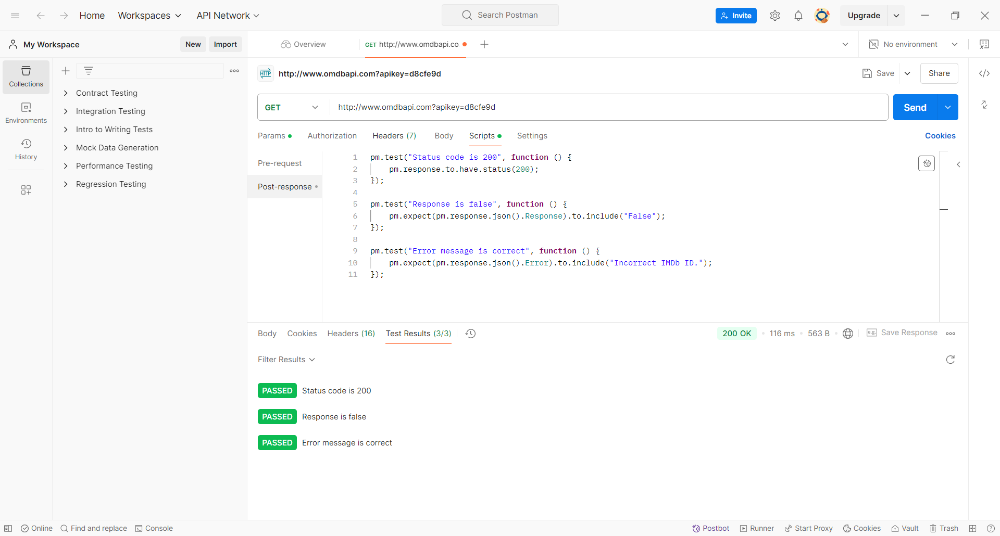 Home Workspaces API Network Search Postman Invite Upgrade
My Workspace New Import Overview GET http://www.omdbapi.co No environment
HTTP http://www.omdbapi.com?apikey=d8cfe9d Save Share
Collections
Environments
History
Contract Testing
Integration Testing
Intro to Writing Tests
Mock Data Generation
Performance Testing
Regression Testing
GET http://www.omdbapi.com?apikey=d8cfe9d Send
Params Authorization Headers (7) Body Scripts Settings Cookies
Pre-request
Post-response
1 pm.test("Status code is 200", function () {
2 pm.response.to.have.status(200);
3 });
4
5 pm.test("Response is false", function () {
6 pm.expect(pm.response.json().Response).to.include("False");
7 });
8
9 pm.test("Error message is correct", function () {
10 pm.expect(pm.response.json().Error).to.include("Incorrect IMDb ID.");
11 });
Body Cookies Headers (16) Test Results (3/3) 200 OK 116 ms 563 B e.g. Save Response
Filter Results
PASSED Status code is 200
PASSED Response is false
PASSED Error message is correct
Online Find and replace Console Postbot Runner Start Proxy Cookies Vault Trash